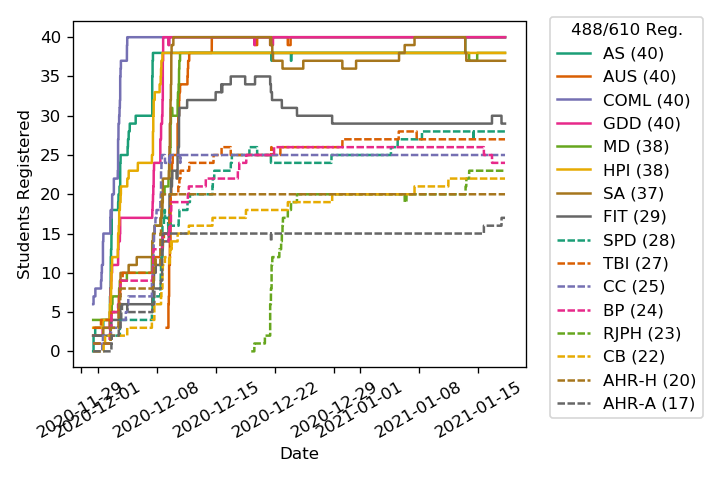 488/610 Reg.
AS (40)
AUS (40)
COML (40)
GDD (40)
MD (38)
HPI (38)
SA (37)
FIT (29)
SPD (28)
TBI (27)
CC (25)
BP (24)
RJPH (23)
CB (22)
AHR-H (20)
AHR-A (17)
Students Registered
40
35
30
25
20
15
10
5
0
2020-11-29
2020-12-01
2020-12-08
2020-12-15
2020-12-22
2020-12-29
2021-01-01
2021-01-08
2021-01-15
Date